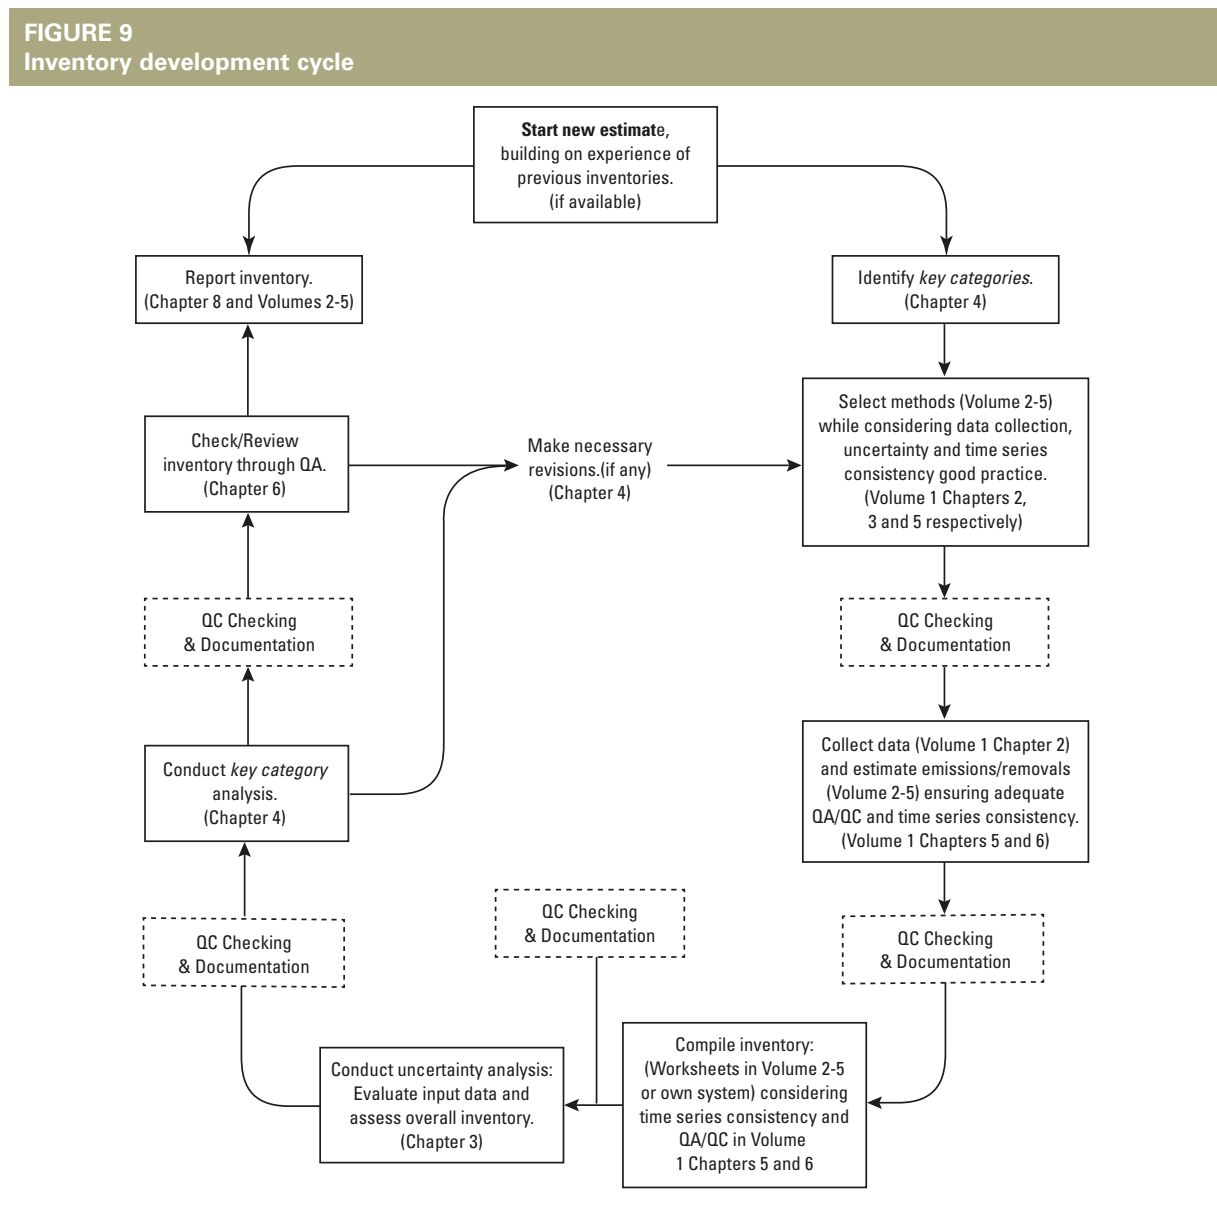 FIGURE 9
Inventory development cycle
Start new estimate,
building on experience of
previous inventories.
(if available)
Report inventory.
(Chapter 8 and Volumes 2-5)
Identify key categories.
(Chapter 4)
Select methods (Volume 2-5)
while considering data collection,
uncertainty and time series
consistency good practice.
(Volume 1 Chapters 2,
3 and 5 respectively)
Check/Review
inventory through QA.
(Chapter 6)
Make necessary
revisions.(if any)
(Chapter 4)
QC Checking
& Documentation
QC Checking
& Documentation
Collect data (Volume 1 Chapter 2)
and estimate emissions/removals
(Volume 2-5) ensuring adequate
QA/QC and time series consistency.
(Volume 1 Chapters 5 and 6)
Conduct key category
analysis.
(Chapter 4)
QC Checking
& Documentation
QC Checking
& Documentation
QC Checking
& Documentation
Compile inventory:
(Worksheets in Volume 2-5
or own system) considering
time series consistency and
QA/QC in Volume
1 Chapters 5 and 6
Conduct uncertainty analysis:
Evaluate input data and
assess overall inventory.
(Chapter 3)